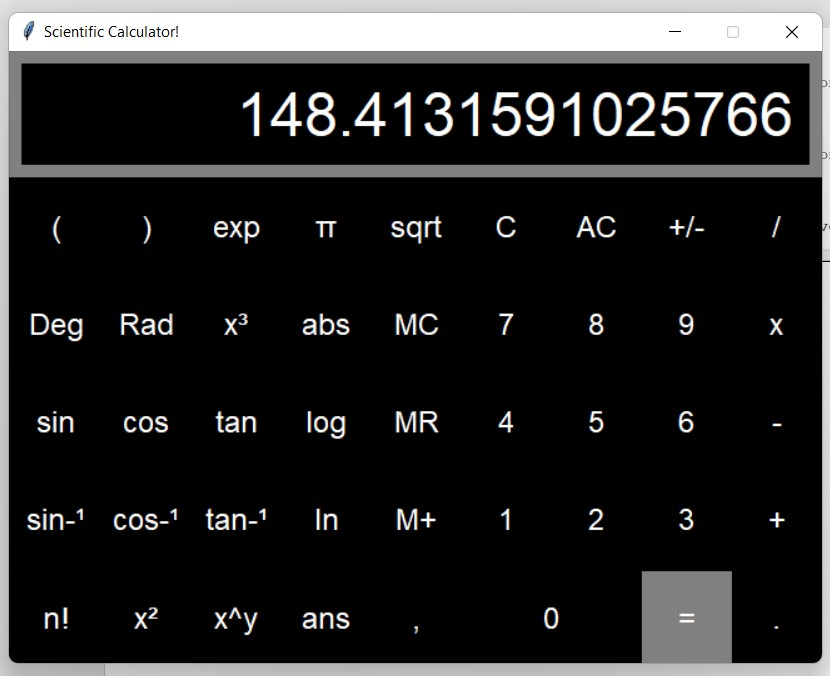 Scientific Calculator!
148.4131591025766
( ) exp π sqrt C AC +/- /
Deg Rad x³ abs MC 7 8 9 x
sin cos tan log MR 4 5 6 -
sin-¹ cos-¹ tan-¹ ln M+ 1 2 3 +
n! x² x^y ans , 0 = .